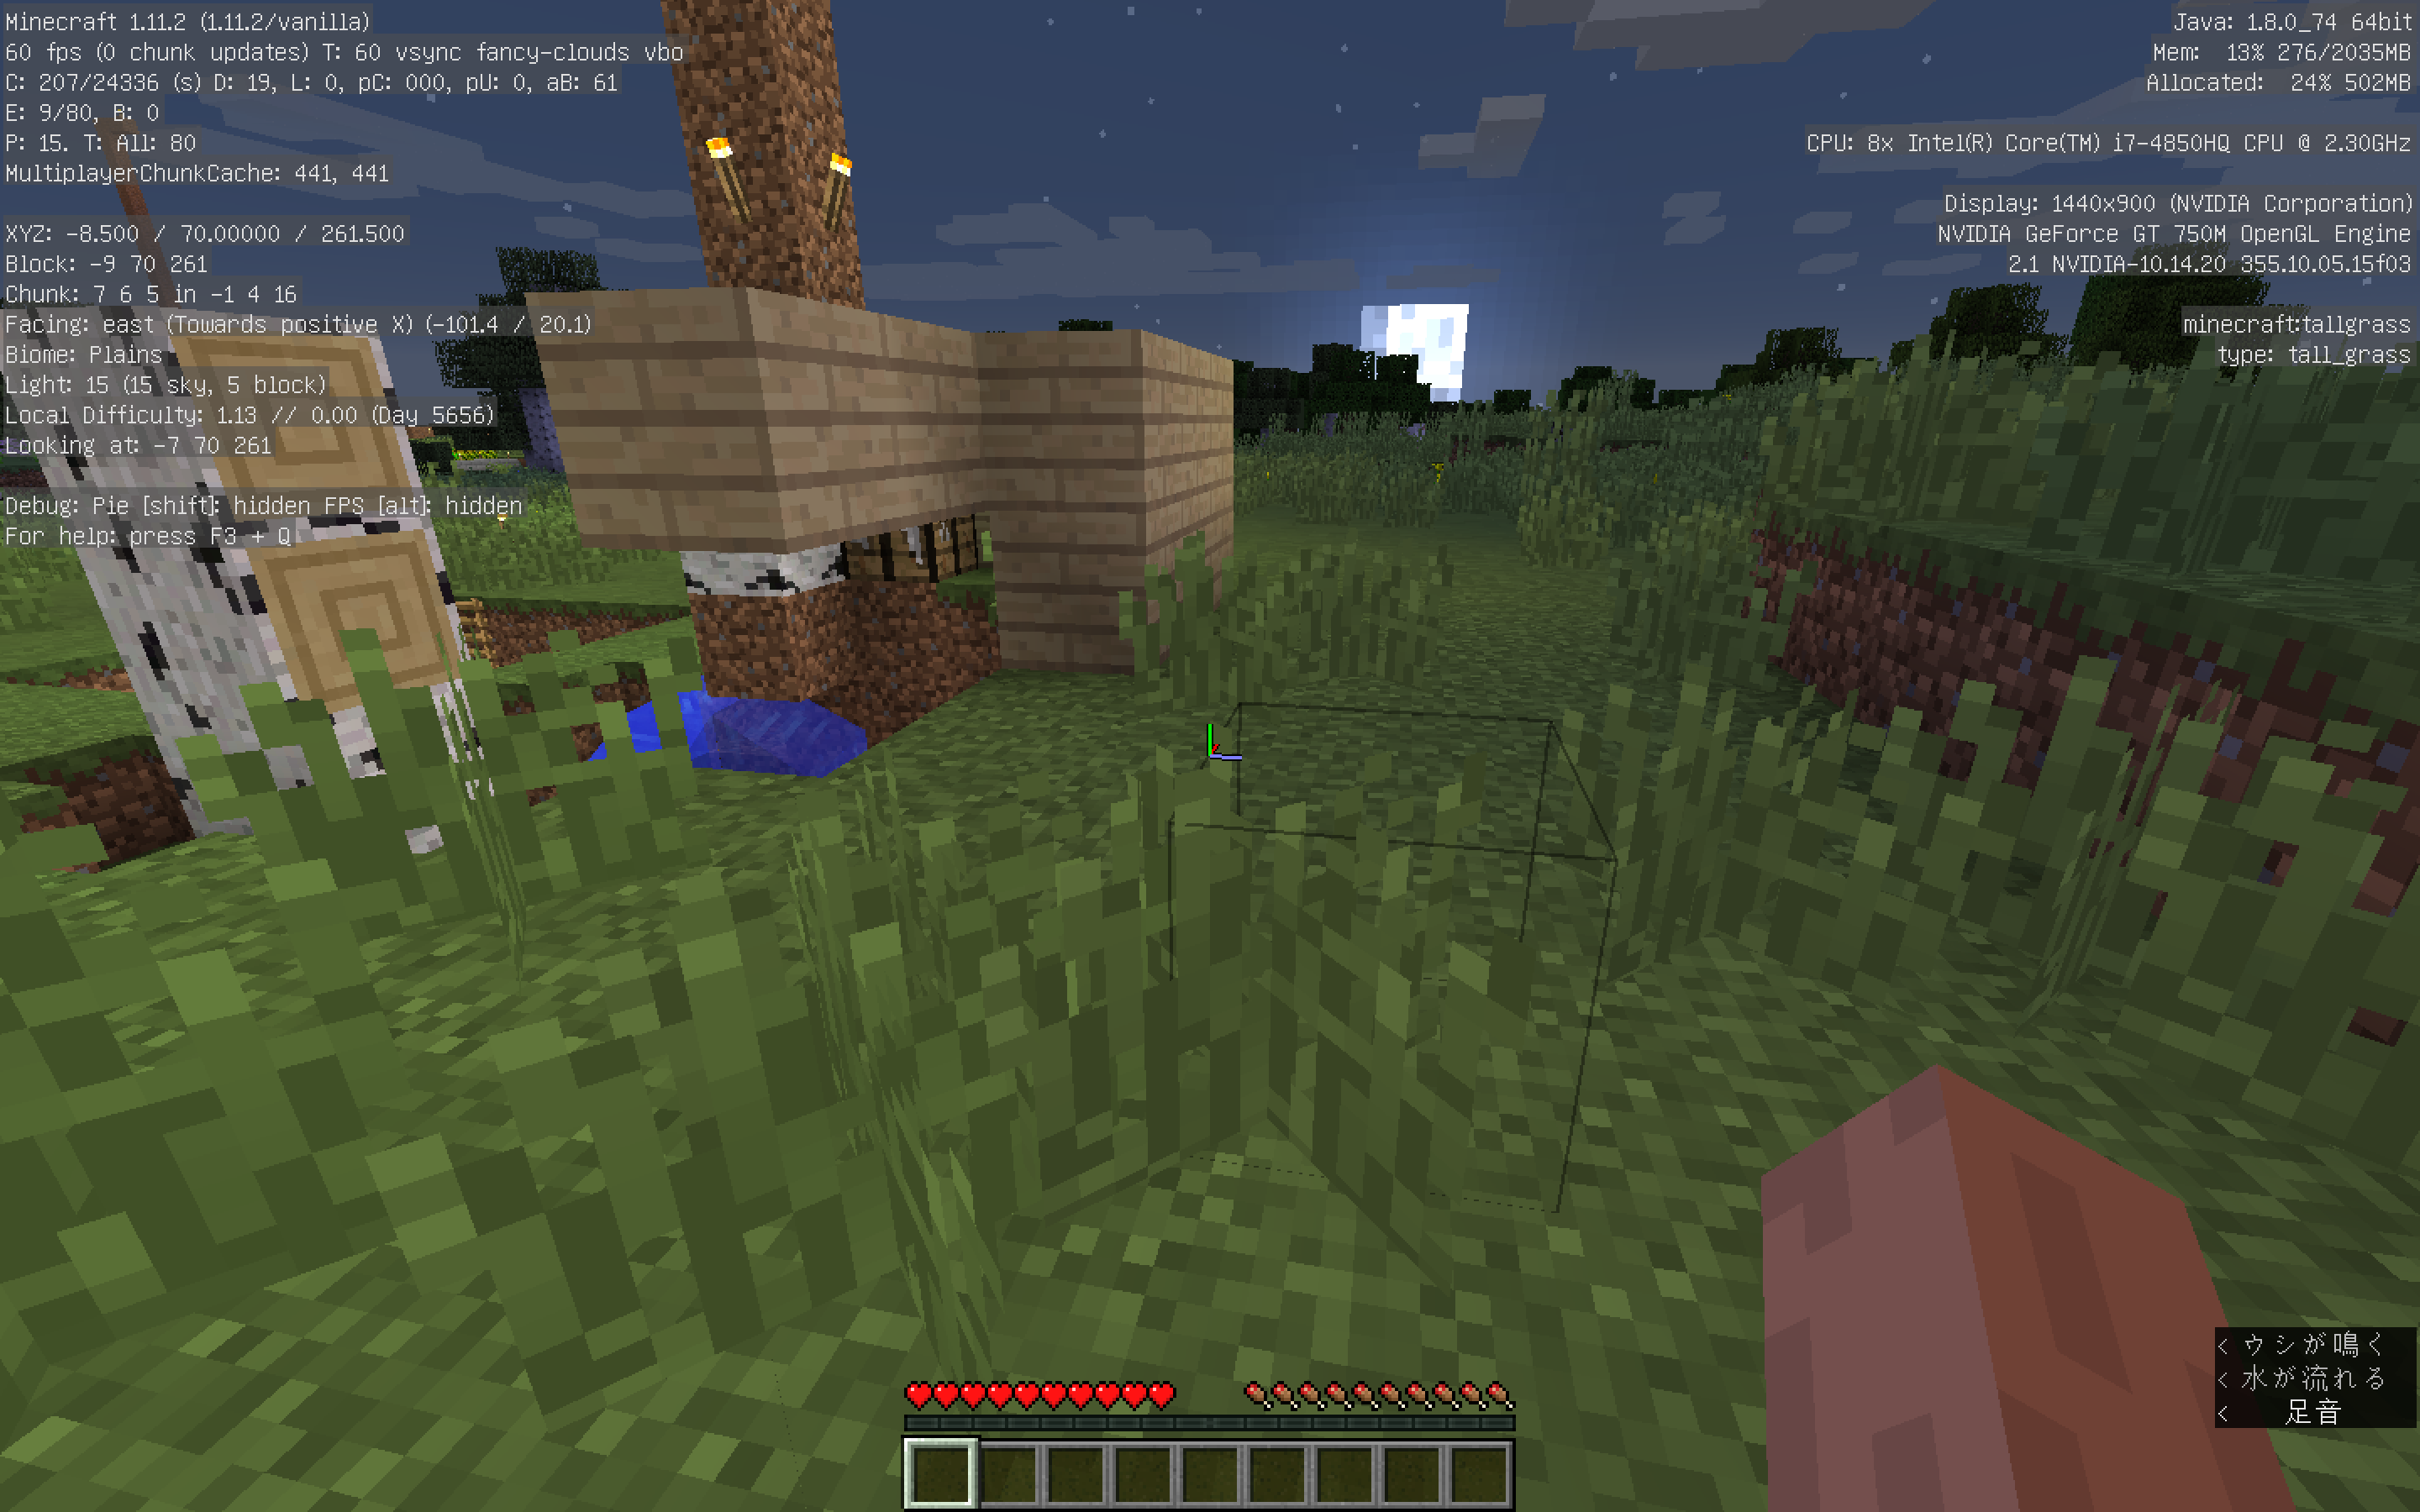 Minecraft 1.11.2 (1.11.2/vanilla)
60 fps (0 chunk updates) T: 60 vsync fancy-clouds vbo
C: 207/24336 (s) D: 19, L: 0, pC: 000, pU: 0, aB: 61
E: 9/80, B: 0
P: 15. T: All: 80
MultiplayerChunkCache: 441, 441
XYZ: -8.500 / 70.00000 / 261.500
Block: -9 70 261
Chunk: 7 6 5 in -1 4 16
Facing: east (Towards positive X) (-101.4 / 20.1)
Biome: Plains
Light: 15 (15 sky, 5 block)
Local Difficulty: 1.13 // 0.00 (Day 5656)
Looking at: -7 70 261
Debug: Pie [shift]: hidden FPS [alt]: hidden
For help: press F3 + Q
Java: 1.8.0_74 64bit
Mem: 13% 276/2035MB
Allocated: 24% 502MB
CPU: 8x Intel(R) Core(TM) i7-4850HQ CPU @ 2.30GHz
Display: 1440x900 (NVIDIA Corporation)
NVIDIA GeForce GT 750M OpenGL Engine
2.1 NVIDIA-10.14.20 355.10.05.15f03
minecraft:tallgrass
type: tall_grass
< ウシが鳴く
< 水が流れる
< 足音